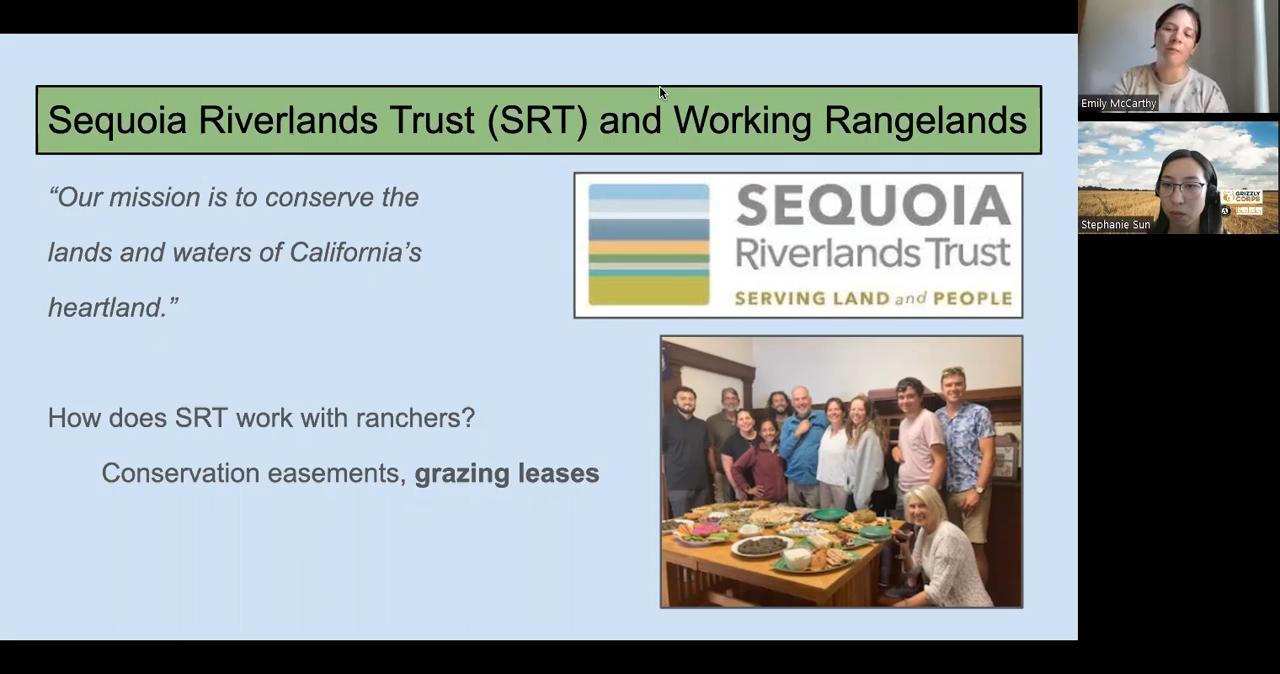 Sequoia Riverlands Trust (SRT) and Working Rangelands
“Our mission is to conserve the
lands and waters of California’s
heartland.”
SEQUOIA
Riverlands Trust
SERVING LAND and PEOPLE
How does SRT work with ranchers?
Conservation easements, grazing leases
Emily McCarthy
GRIZZLY
CORPS
Stephanie Sun